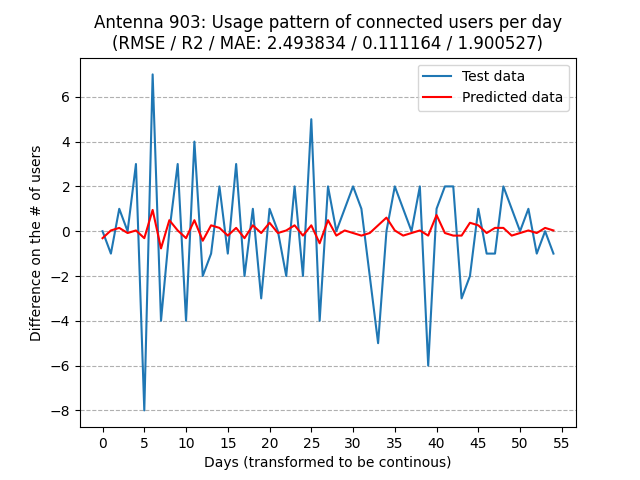 Antenna 903: Usage pattern of connected users per day
(RMSE / R2 / MAE: 2.493834 / 0.111164 / 1.900527)
Test data
Predicted data
Difference on the # of users
6
4
2
0
−2
−4
−6
−8
0 5 10 15 20 25 30 35 40 45 50 55
Days (transformed to be continous)